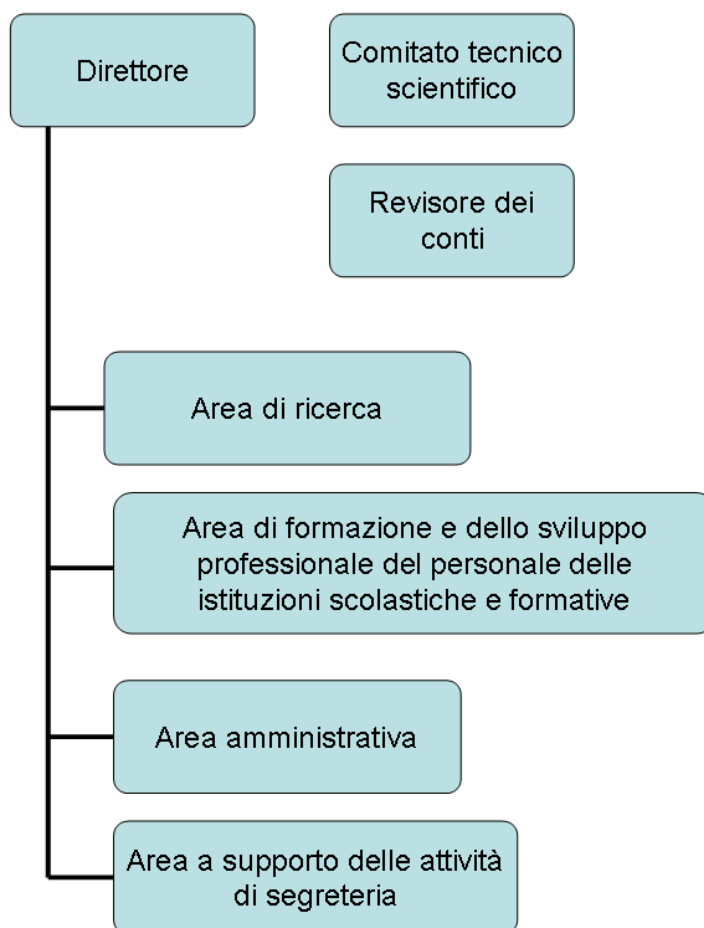 Direttore
Comitato tecnico
scientifico
Revisore dei
conti
Area di ricerca
Area di formazione e dello sviluppo
professionale del personale delle
istituzioni scolastiche e formative
Area amministrativa
Area a supporto delle attività
di segreteria